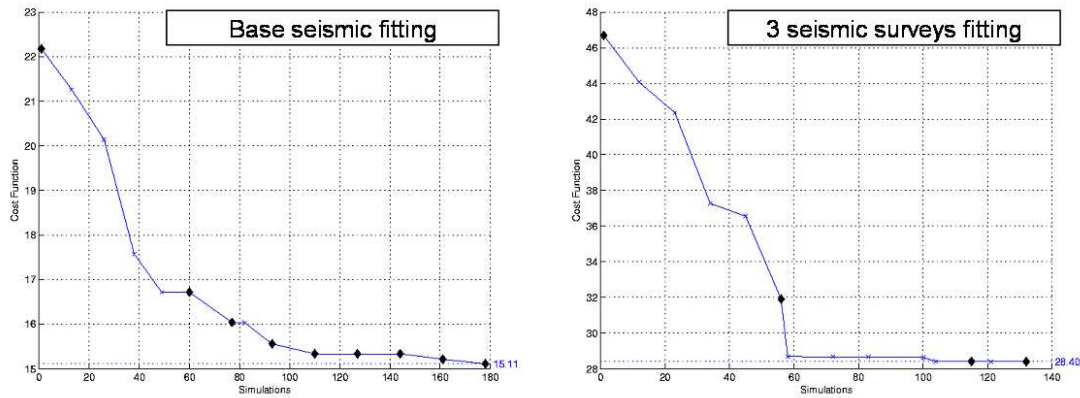 Base seismic fitting
23
22
21
20
19
18
17
16
15
Cost Function
0 20 40 60 80 100 120 140 160 180
Simulations
15.11
3 seismic surveys fitting
48
46
44
42
40
38
36
34
32
30
28
Cost Function
0 20 40 60 80 100 120 140
Simulations
28.40